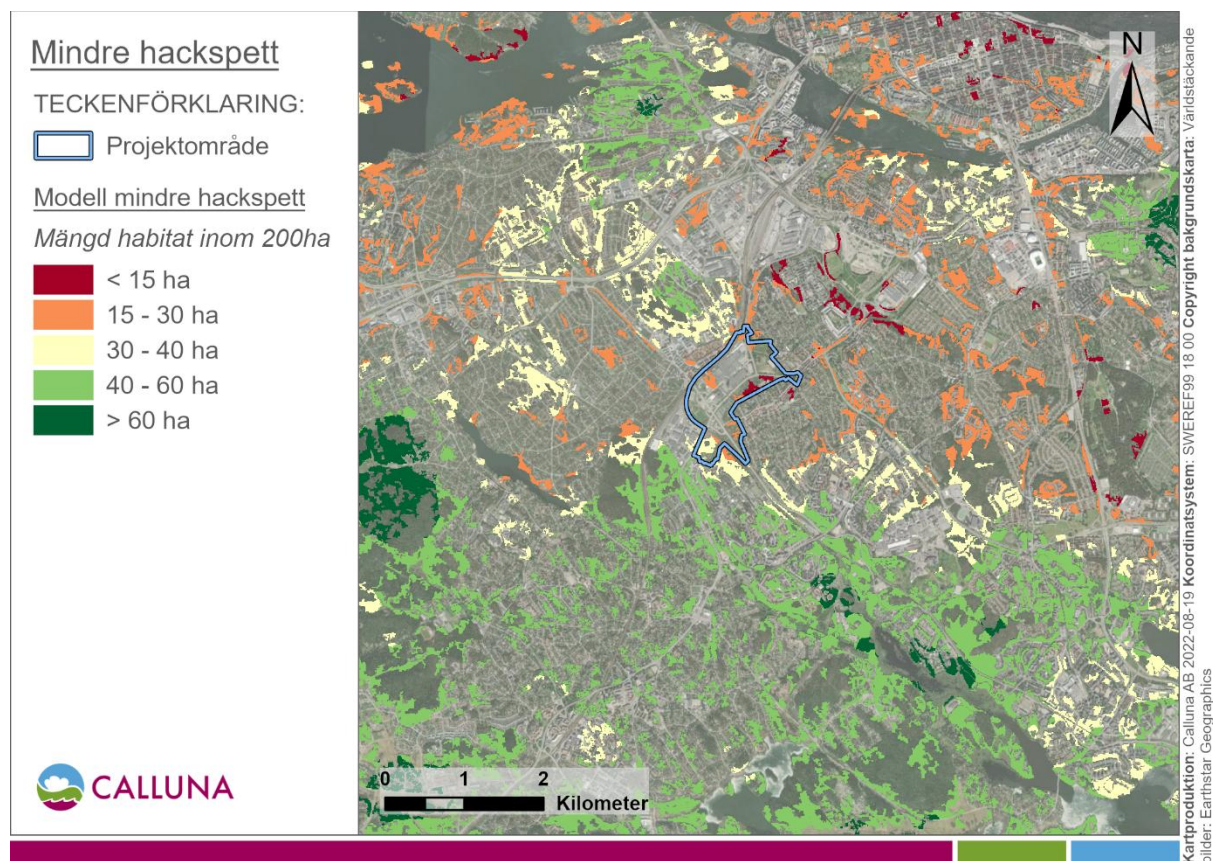 Mindre hackspett
TECKENFÖRKLARING:
Projektområde
Modell mindre hackspett
Mängd habitat inom 200ha
< 15 ha
15 - 30 ha
30 - 40 ha
40 - 60 ha
> 60 ha
CALLUNA
N
0 1 2
Kilometer
Kartproduktion: Calluna AB 2022-08-19 Koordinatsystem: SWEREF99 18 00 Copyright bakgrundskarta: Världstäckande
bilder: Earthstar Geographics